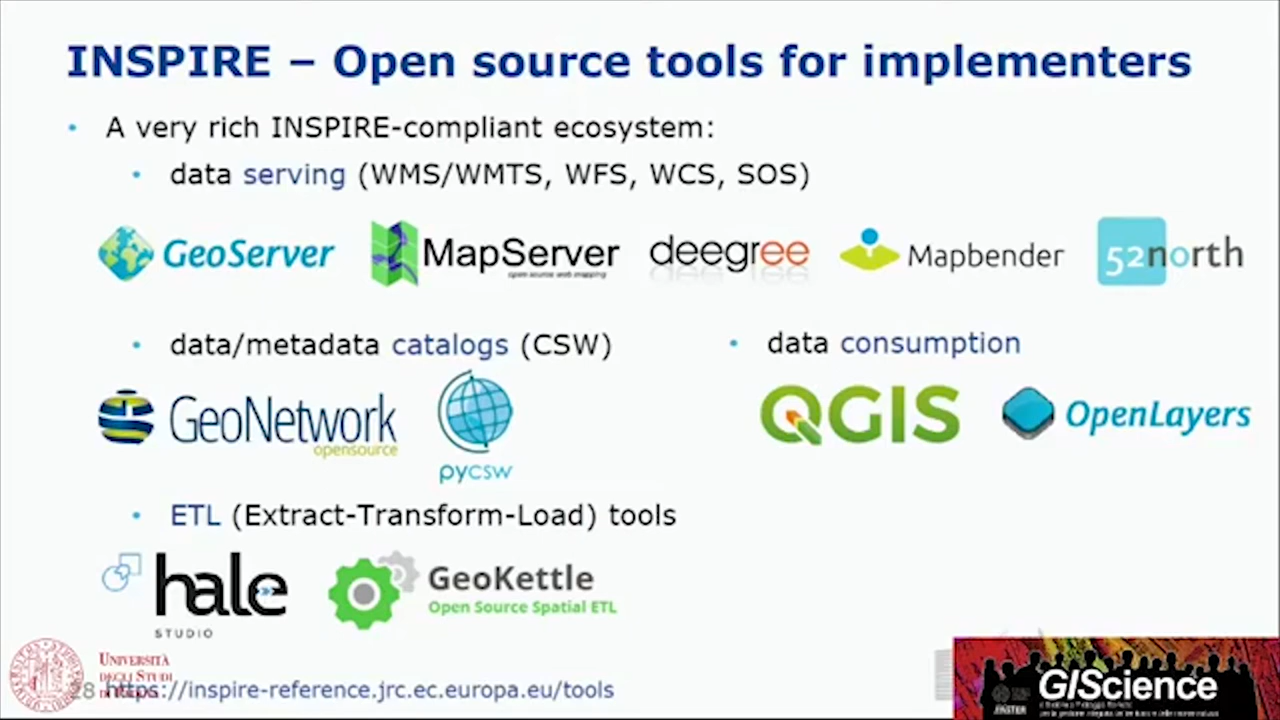 INSPIRE – Open source tools for implementers
• A very rich INSPIRE-compliant ecosystem:
• data serving (WMS/WMTS, WFS, WCS, SOS)
GeoServer MapServer deegree Mapbender 52north
open source web mapping
• data/metadata catalogs (CSW)
• data consumption
GeoNetwork
opensource
pycsw
QGIS OpenLayers
• ETL (Extract-Transform-Load) tools
hale
STUDIO
GeoKettle
Open Source Spatial ETL
UNIVERSITÀ
DEGLI STUDI
28 https://inspire-reference.jrc.ec.europa.eu/tools
GIScience
MASTER